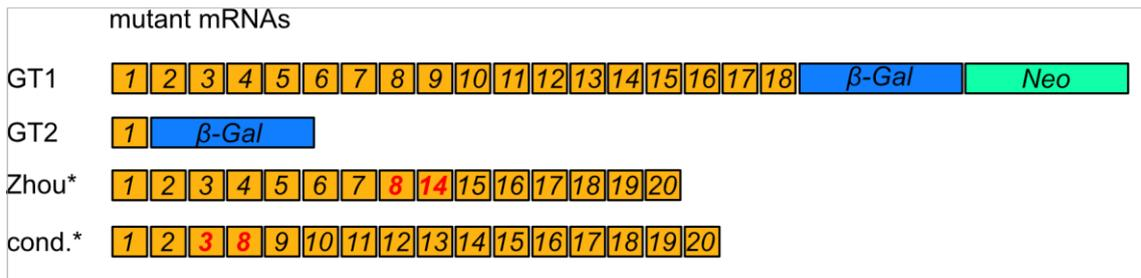 mutant mRNAs
GT1 1 2 3 4 5 6 7 8 9 10 11 12 13 14 15 16 17 18 β-Gal Neo
GT2 1 β-Gal
Zhou* 1 2 3 4 5 6 7 8 14 15 16 17 18 19 20
cond.* 1 2 3 8 9 10 11 12 13 14 15 16 17 18 19 20